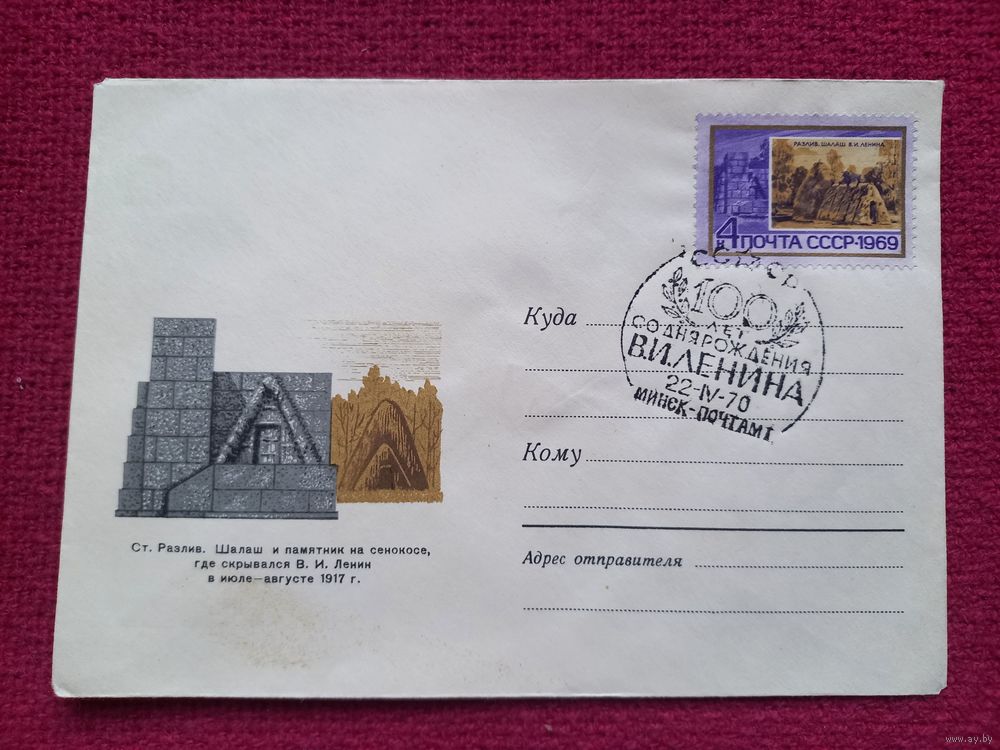 РАЗЛИВ. ШАЛАШ В. И. ЛЕНИНА.
4 К ПОЧТА СССР·1969
СССР
100
ЛЕТ
СО ДНЯ РОЖДЕНИЯ
В.И.ЛЕНИНА
22-IV-70
МИНСК-ПОЧТАМТ
Куда
Кому
Адрес отправителя
Ст. Разлив. Шалаш и памятник на сенокосе,
где скрывался В. И. Ленин
в июле—августе 1917 г.
www.ay.by